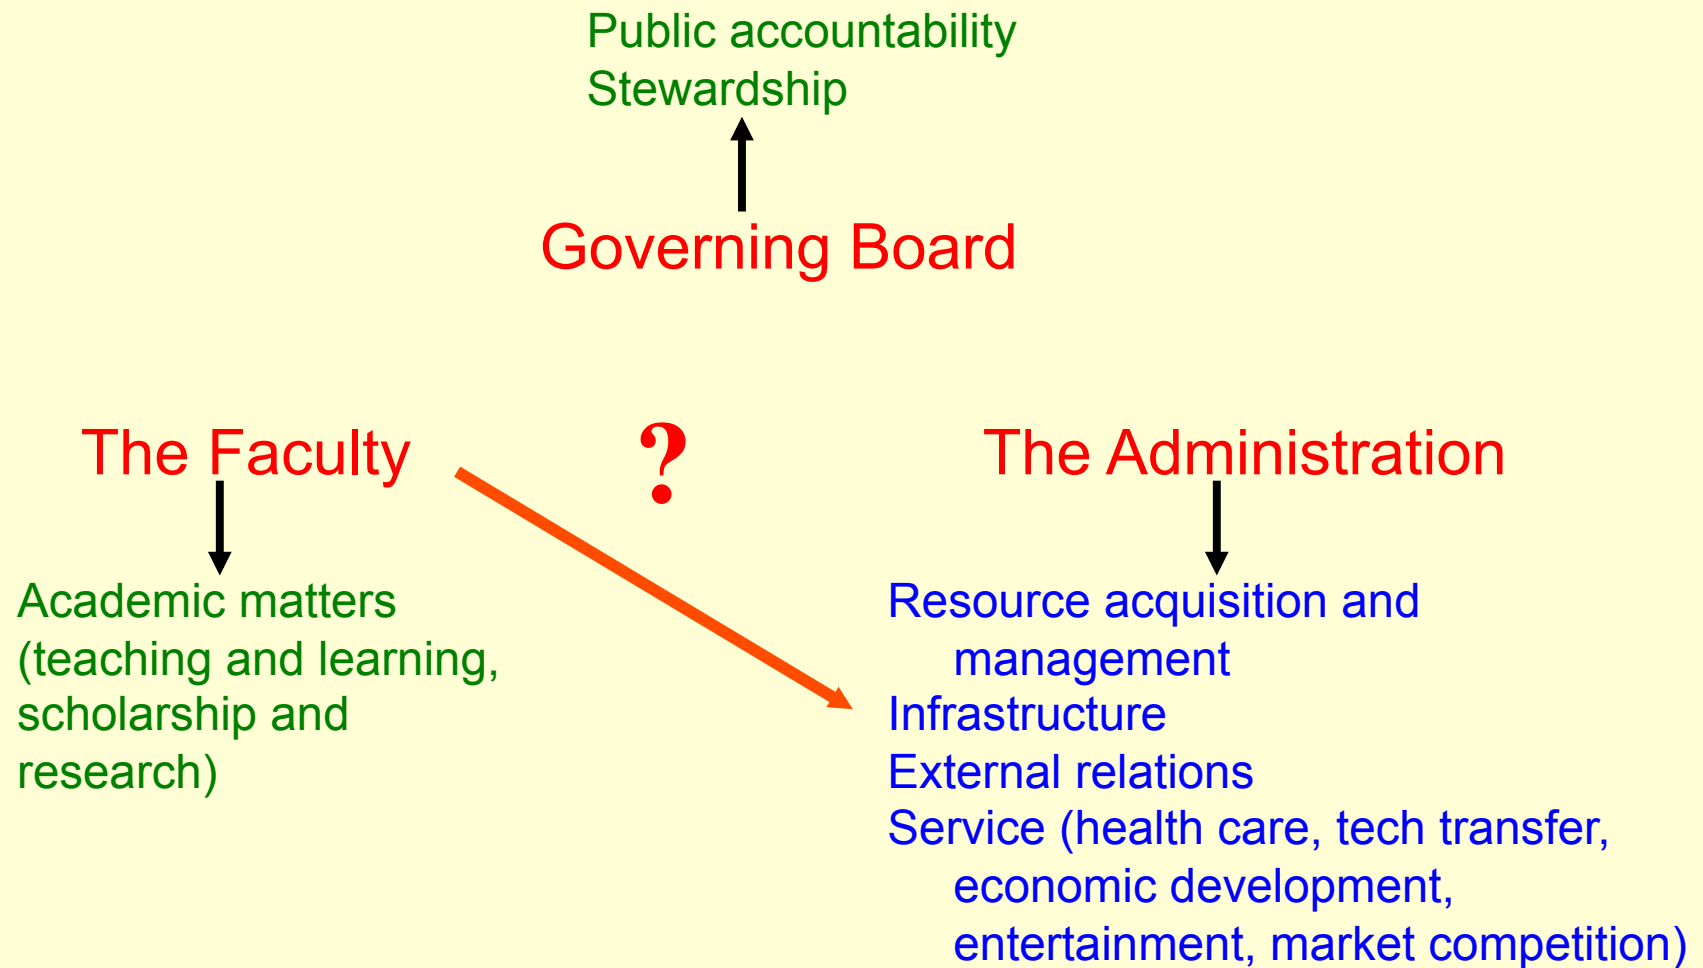 Public accountability
Stewardship
Governing Board
The Faculty
?
The Administration
Academic matters
(teaching and learning,
scholarship and
research)
Resource acquisition and
management
Infrastructure
External relations
Service (health care, tech transfer,
economic development,
entertainment, market competition)